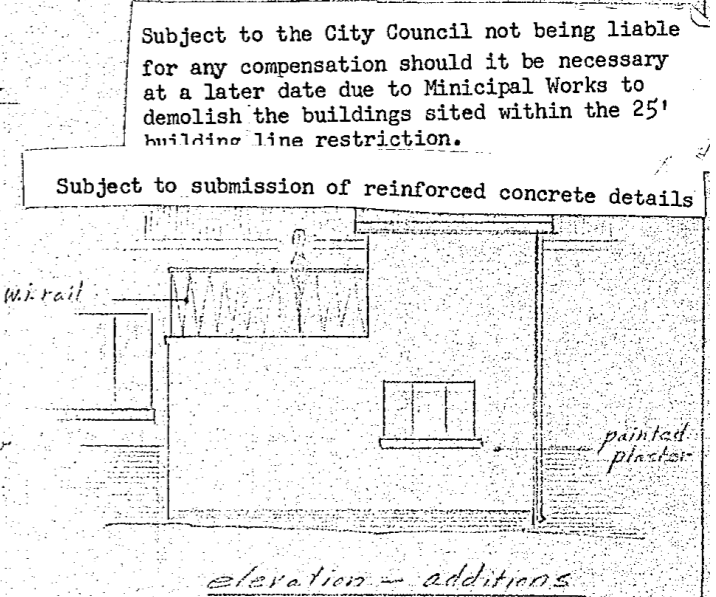 Subject to the City Council not being liable
for any compensation should it be necessary
at a later date due to Minicipal Works to
demolish the buildings sited within the 25'
building line restriction.
Subject to submission of reinforced concrete details
w.i. rail
painted
plaster
elevation - additions